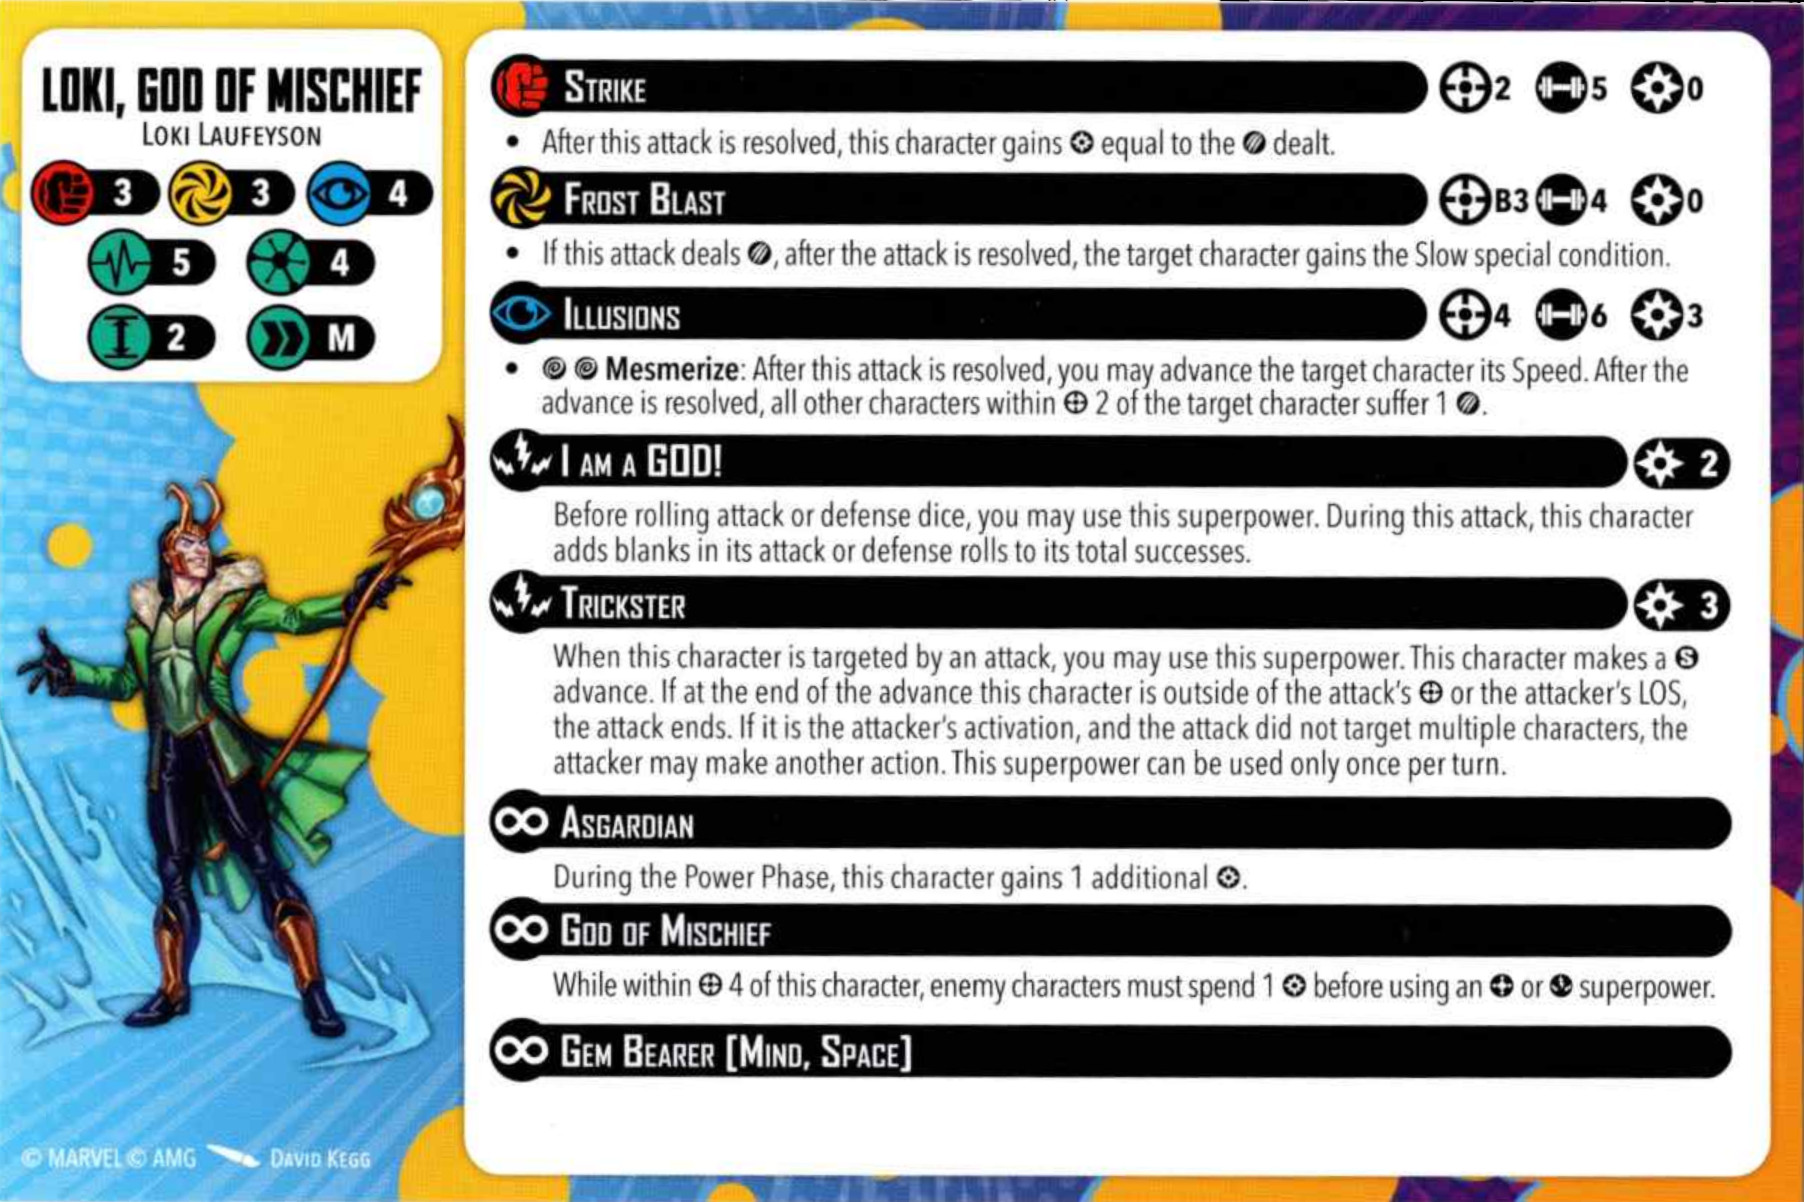 LOKI, GOD OF MISCHIEF
LOKI LAUFEYSON
3 3 4
5 4
2 M
STRIKE 2 5 0
• After this attack is resolved, this character gains equal to the dealt.
FROST BLAST B3 4 0
• If this attack deals , after the attack is resolved, the target character gains the Slow special condition.
ILLUSIONS 4 6 3
• Mesmerize: After this attack is resolved, you may advance the target character its Speed. After the
advance is resolved, all other characters within 2 of the target character suffer 1 .
I AM A GOD! 2
Before rolling attack or defense dice, you may use this superpower. During this attack, this character
adds blanks in its attack or defense rolls to its total successes.
TRICKSTER 3
When this character is targeted by an attack, you may use this superpower. This character makes a S
advance. If at the end of the advance this character is outside of the attack's or the attacker's LOS,
the attack ends. If it is the attacker's activation, and the attack did not target multiple characters, the
attacker may make another action. This superpower can be used only once per turn.
ASGARDIAN
During the Power Phase, this character gains 1 additional .
GOD OF MISCHIEF
While within 4 of this character, enemy characters must spend 1 before using an or superpower.
GEM BEARER [MIND, SPACE]
© MARVEL © AMG DAVID KEGG